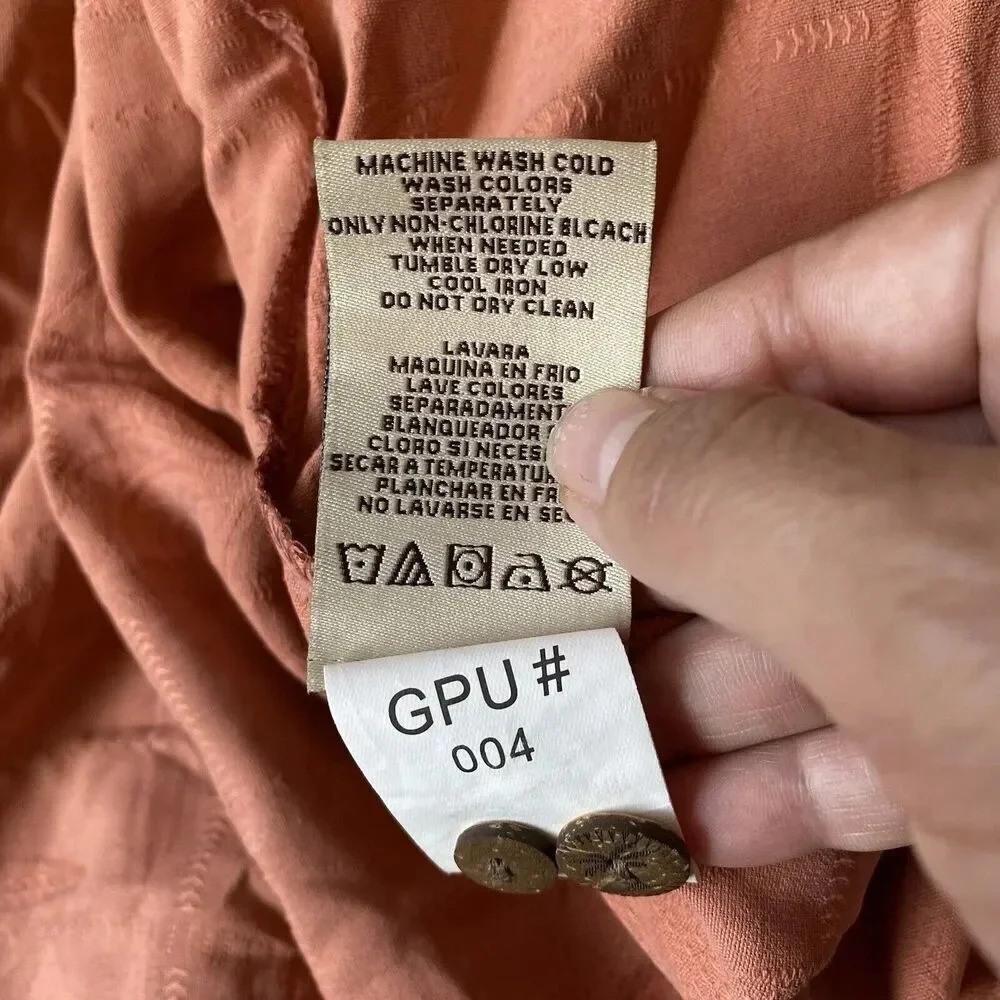 MACHINE WASH COLD
WASH COLORS
SEPARATELY
ONLY NON-CHLORINE BLCACH
WHEN NEEDED
TUMBLE DRY LOW
COOL IRON
DO NOT DRY CLEAN
LAVARA
MAQUINA EN FRIO
LAVE COLORES
BLANQUEADOR
CLORO SI
SECAR A
PLANCHAR EN
NO LAVARSE EN
GPU #
004